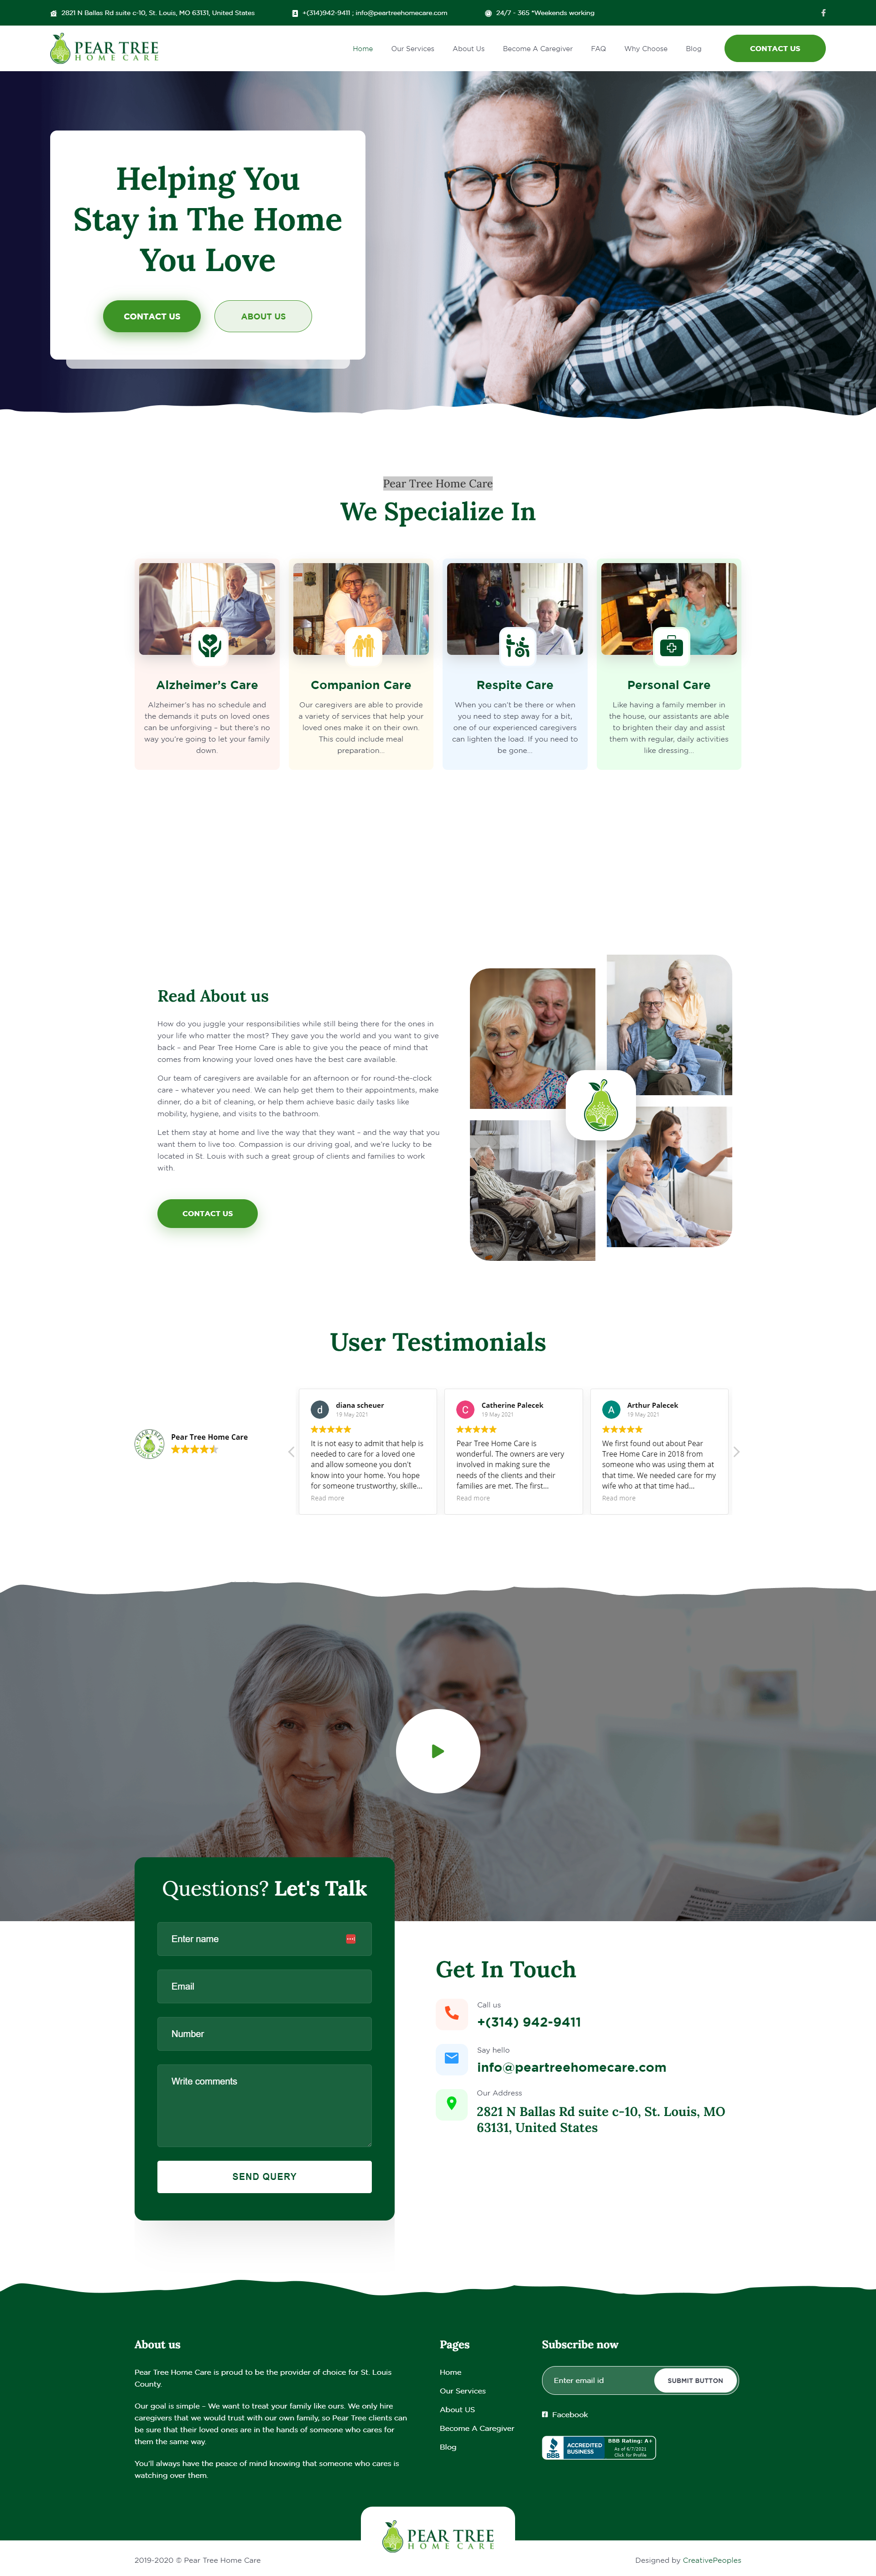 2821 N Ballas Rd suite c-10, St. Louis, MO 63131, United States
+(314)942-9411 ; info@peartreehomecare.com
24/7 - 365 *Weekends working
PEAR TREE
HOME CARE
Home
Our Services
About Us
Become A Caregiver
FAQ
Why Choose
Blog
CONTACT US
Helping You
Stay in The Home
You Love
CONTACT US
ABOUT US
Pear Tree Home Care
We Specialize In
Alzheimer's Care
Alzheimer's has no schedule and
the demands it puts on loved ones
can be unforgiving – but there's no
way you're going to let your family
down.
Companion Care
Our caregivers are able to provide
a variety of services that help your
loved ones make it on their own.
This could include meal
preparation...
Respite Care
When you can't be there or when
you need to step away for a bit,
one of our experienced caregivers
can lighten the load. If you need to
be gone...
Personal Care
Like having a family member in
the house, our assistants are able
to brighten their day and assist
them with regular, daily activities
like dressing...
Read About us
How do you juggle your responsibilities while still being there for the ones in
your life who matter the most? They gave you the world and you want to give
back – and Pear Tree Home Care is able to give you the peace of mind that
comes from knowing your loved ones have the best care available.
Our team of caregivers are available for an afternoon or for round-the-clock
care – whatever you need. We can help get them to their appointments, make
dinner, do a bit of cleaning, or help them achieve basic daily tasks like
mobility, hygiene, and visits to the bathroom.
Let them stay at home and live the way that they want – and the way that you
want them to live too. Compassion is our driving goal, and we're lucky to be
located in St. Louis with such a great group of clients and families to work
with.
CONTACT US
User Testimonials
Pear Tree Home Care
d
diana scheuer
19 May 2021
It is not easy to admit that help is
needed to care for a loved one
and allow someone you don't
know into your home. You hope
for someone trustworthy, skille...
Read more
C
Catherine Palecek
19 May 2021
Pear Tree Home Care is
wonderful. The owners are very
involved in making sure the
needs of the clients and their
families are met. The first...
Read more
A
Arthur Palecek
19 May 2021
We first found out about Pear
Tree Home Care in 2018 from
someone who was using them at
that time. We needed care for my
wife who at that time had...
Read more
Questions? Let's Talk
Enter name
Email
Number
Write comments
SEND QUERY
Get In Touch
Call us
+(314) 942-9411
Say hello
info@peartreehomecare.com
Our Address
2821 N Ballas Rd suite c-10, St. Louis, MO
63131, United States
About us
Pear Tree Home Care is proud to be the provider of choice for St. Louis
County.
Our goal is simple – We want to treat your family like ours. We only hire
caregivers that we would trust with our own family, so Pear Tree clients can
be sure that their loved ones are in the hands of someone who cares for
them the same way.
You'll always have the peace of mind knowing that someone who cares is
watching over them.
Pages
Home
Our Services
About US
Become A Caregiver
Blog
Subscribe now
Enter email id
SUBMIT BUTTON
Facebook
BBB
ACCREDITED
BUSINESS
BBB Rating: A+
As of 6/7/2021
Click for Profile
PEAR TREE
HOME CARE
2019-2020 © Pear Tree Home Care
Designed by CreativePeoples